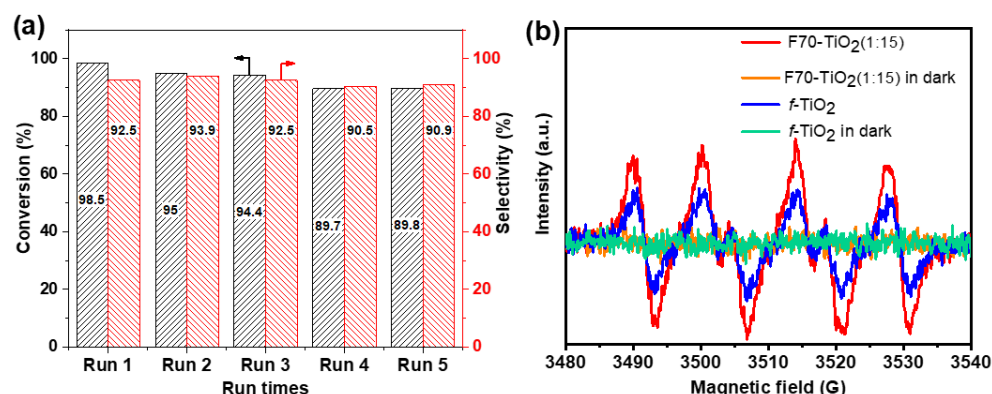 (a)
100
80
60
40
20
0
Conversion (%)
98.5
92.5
95
93.9
94.4
92.5
89.7
90.5
89.8
90.9
100
80
60
40
20
0
Selectivity (%)
Run 1 Run 2 Run 3 Run 4 Run 5
Run times
(b)
F70-TiO₂(1:15)
F70-TiO₂(1:15) in dark
f-TiO₂
f-TiO₂ in dark
Intensity (a.u.)
3480 3490 3500 3510 3520 3530 3540
Magnetic field (G)